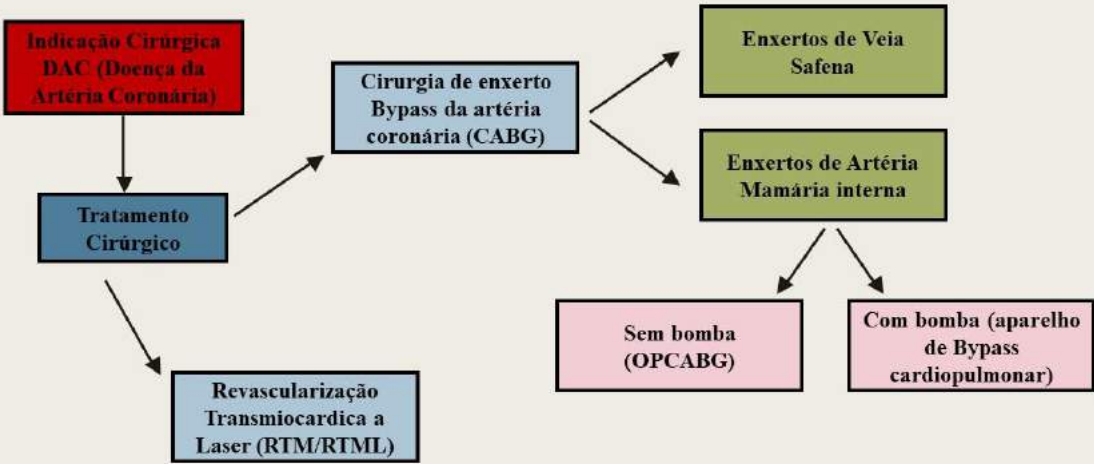 Indicação Cirúrgica
DAC (Doença da
Artéria Coronária)
Tratamento
Cirúrgico
Revascularização
Transmiocardica a
Laser (RTM/RTML)
Cirurgia de enxerto
Bypass da artéria
coronária (CABG)
Enxertos de Veia
Safena
Enxertos de Artéria
Mamária interna
Sem bomba
(OPCABG)
Com bomba (aparelho
de Bypass
cardiopulmonar)